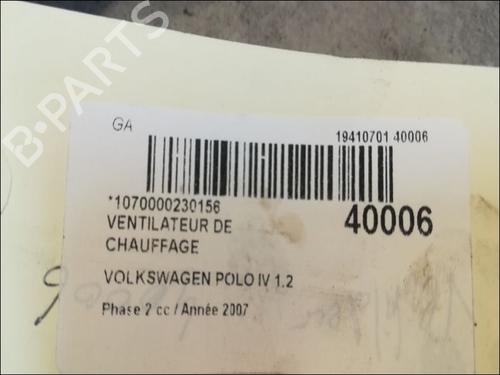 B-PARTS
GA
19410701 40006
*1070000230156
40006
VENTILATEUR DE
CHAUFFAGE
VOLKSWAGEN POLO IV 1.2
Phase 2 cc / Année 2007